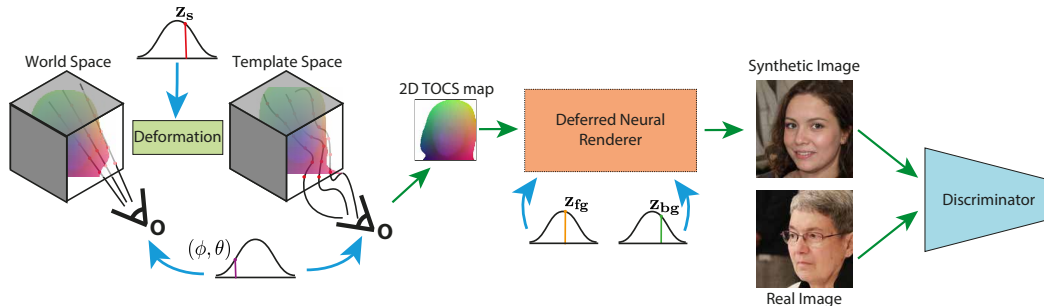 z_s
World Space
Template Space
Deformation
O
O
(ϕ, θ)
2D TOCS map
Deferred Neural
Renderer
z_fg
z_bg
Synthetic Image
Real Image
Discriminator